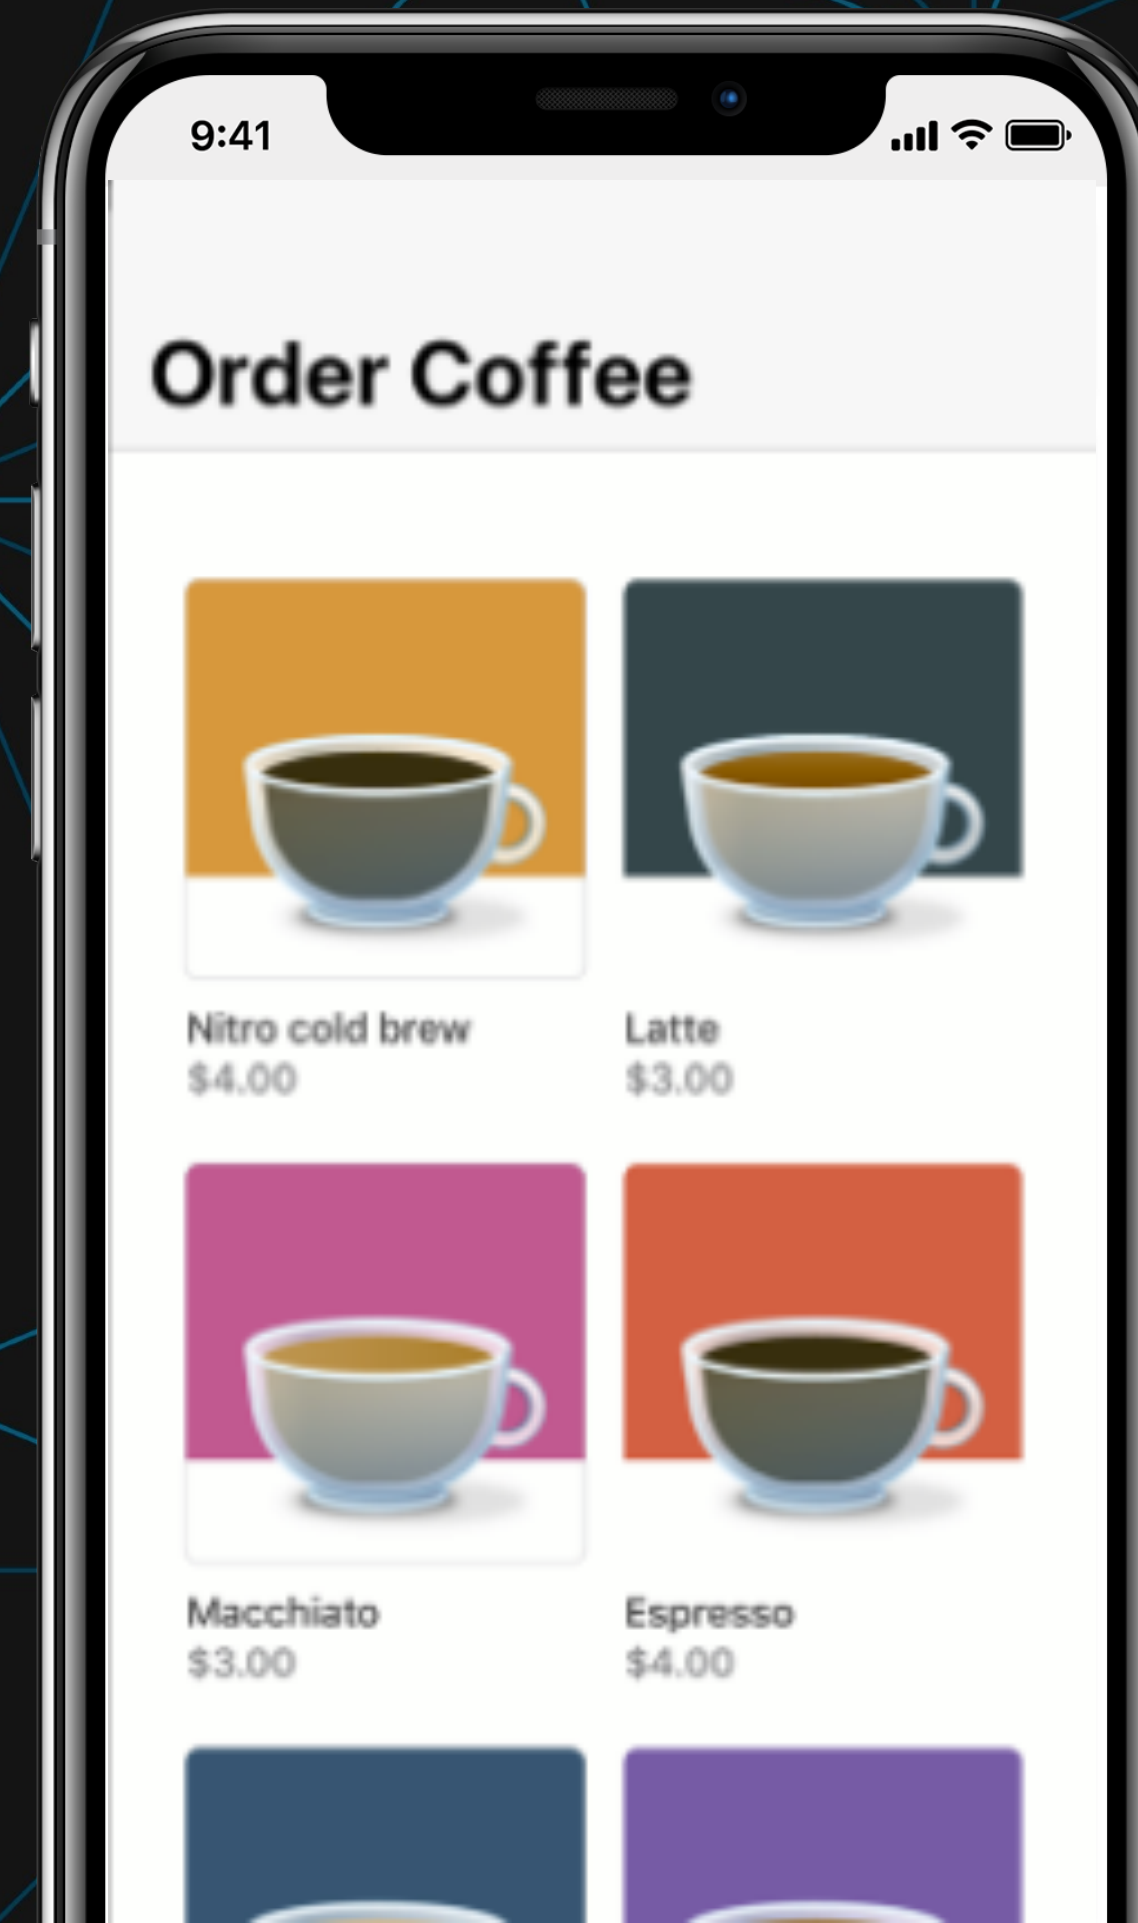 9:41
Order Coffee
Nitro cold brew
$4.00
Latte
$3.00
Macchiato
$3.00
Espresso
$4.00